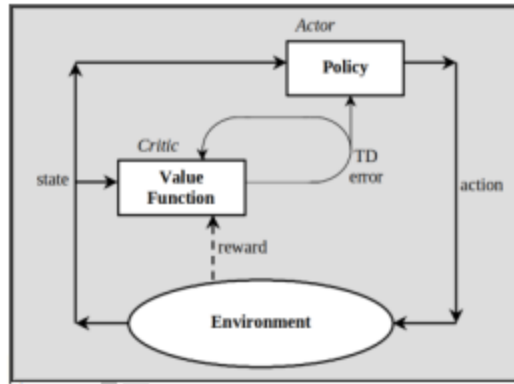 Actor
Policy
Critic
TD
error
Value
Function
state
action
reward
Environment